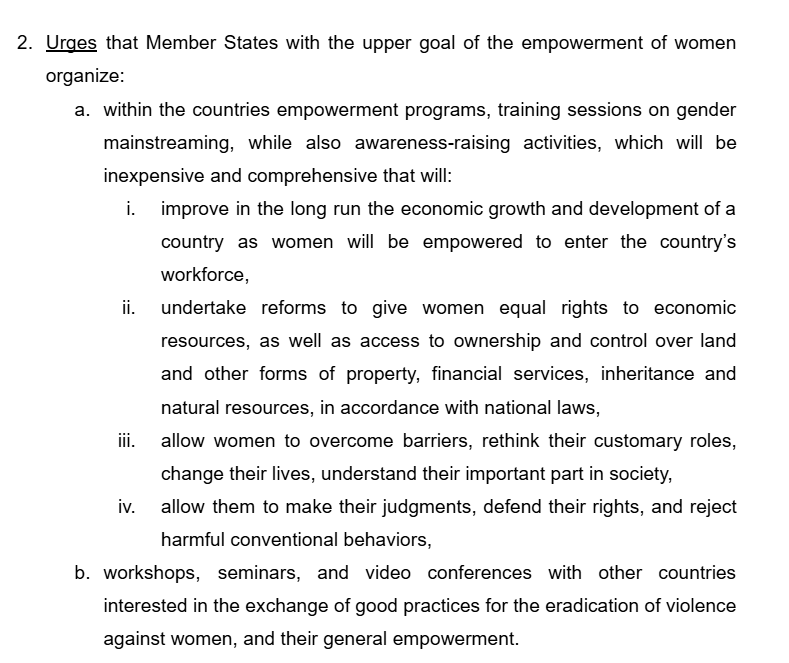 2. Urges that Member States with the upper goal of the empowerment of women
organize:
a. within the countries empowerment programs, training sessions on gender
mainstreaming, while also awareness-raising activities, which will be
inexpensive and comprehensive that will:
i. improve in the long run the economic growth and development of a
country as women will be empowered to enter the country’s
workforce,
ii. undertake reforms to give women equal rights to economic
resources, as well as access to ownership and control over land
and other forms of property, financial services, inheritance and
natural resources, in accordance with national laws,
iii. allow women to overcome barriers, rethink their customary roles,
change their lives, understand their important part in society,
iv. allow them to make their judgments, defend their rights, and reject
harmful conventional behaviors,
b. workshops, seminars, and video conferences with other countries
interested in the exchange of good practices for the eradication of violence
against women, and their general empowerment.